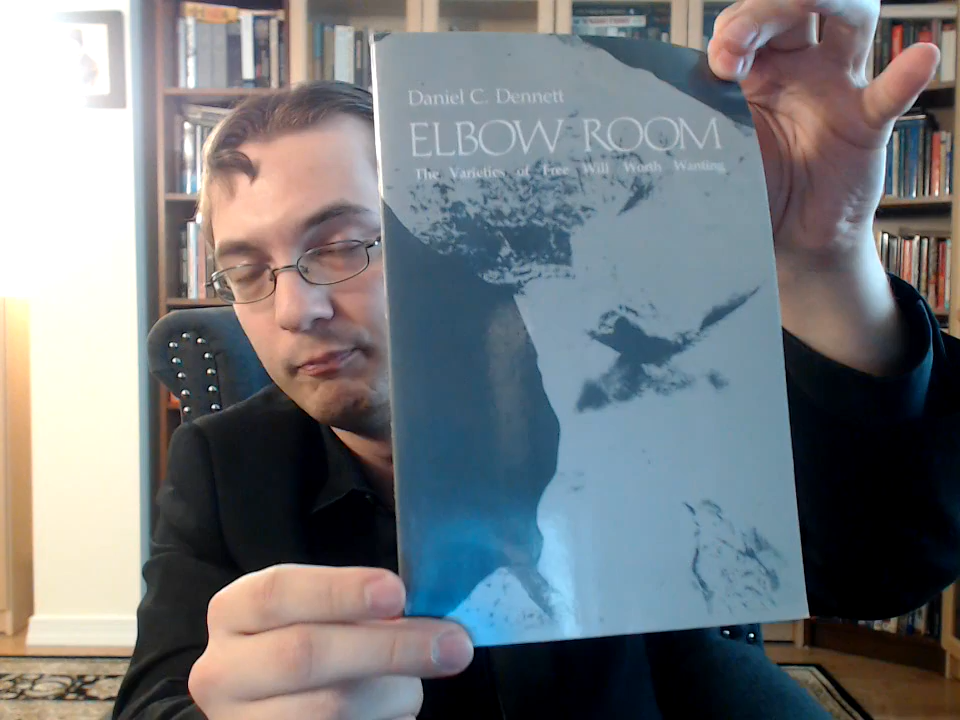 Daniel C. Dennett
ELBOW ROOM
The Varieties of Free Will Worth Wanting